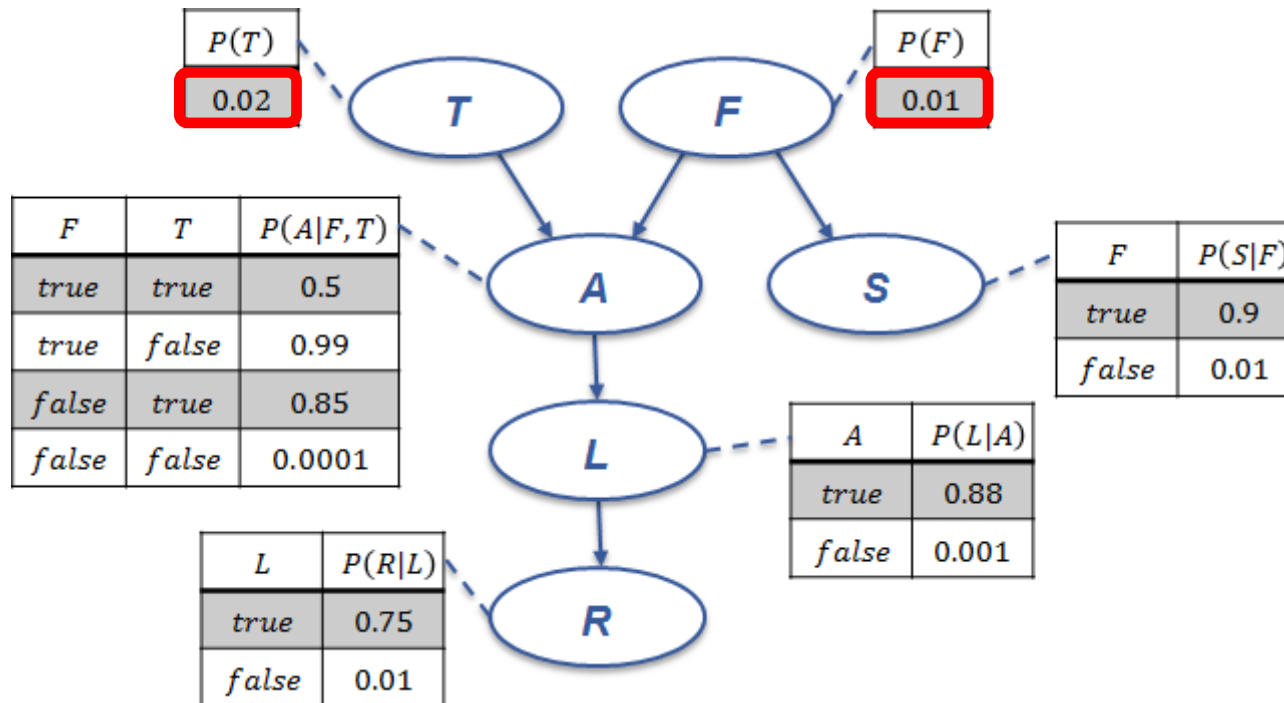 P(T)
0.02
T
F
P(F)
0.01
F T P(A|F,T)
true true 0.5
true false 0.99
false true 0.85
false false 0.0001
A
S
F P(S|F)
true 0.9
false 0.01
L
A P(L|A)
true 0.88
false 0.001
L P(R|L)
true 0.75
false 0.01
R